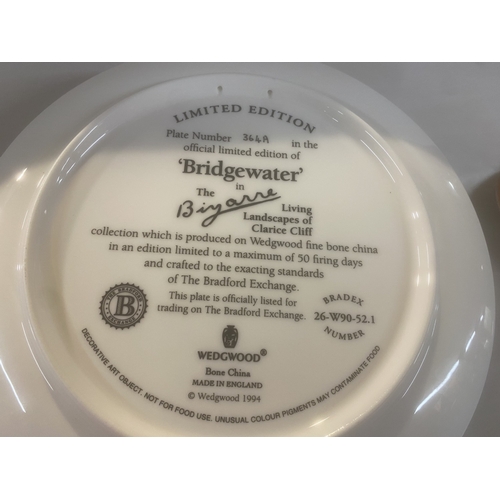 LIMITED EDITION
Plate Number 364A in the
official limited edition of
'Bridgewater'
in
The Bizarre Living
Landscapes of
Clarice Cliff
collection which is produced on Wedgwood fine bone china
in an edition limited to a maximum of 50 firing days
and crafted to the exacting standards
of The Bradford Exchange.
This plate is officially listed for
trading on The Bradford Exchange.
BRADEX
26-W90-52.1
NUMBER
THE BRADFORD
B
EXCHANGE
WEDGWOOD®
Bone China
MADE IN ENGLAND
© Wedgwood 1994
DECORATIVE ART OBJECT. NOT FOR FOOD USE. UNUSUAL COLOUR PIGMENTS MAY CONTAMINATE FOOD